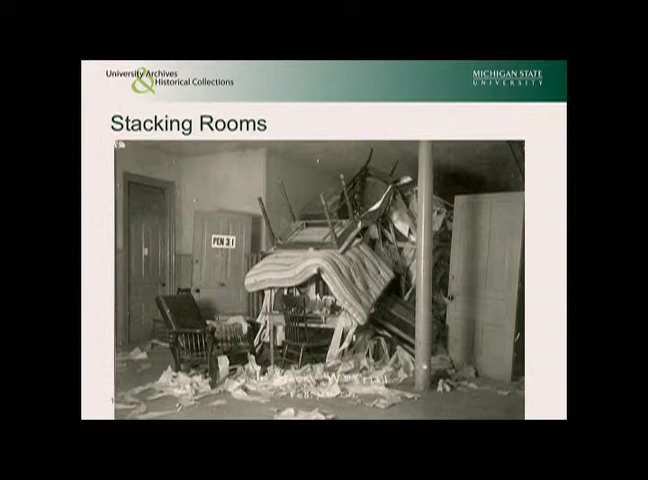 University Archives
& Historical Collections
MICHIGAN STATE
UNIVERSITY
Stacking Rooms
PEN 31